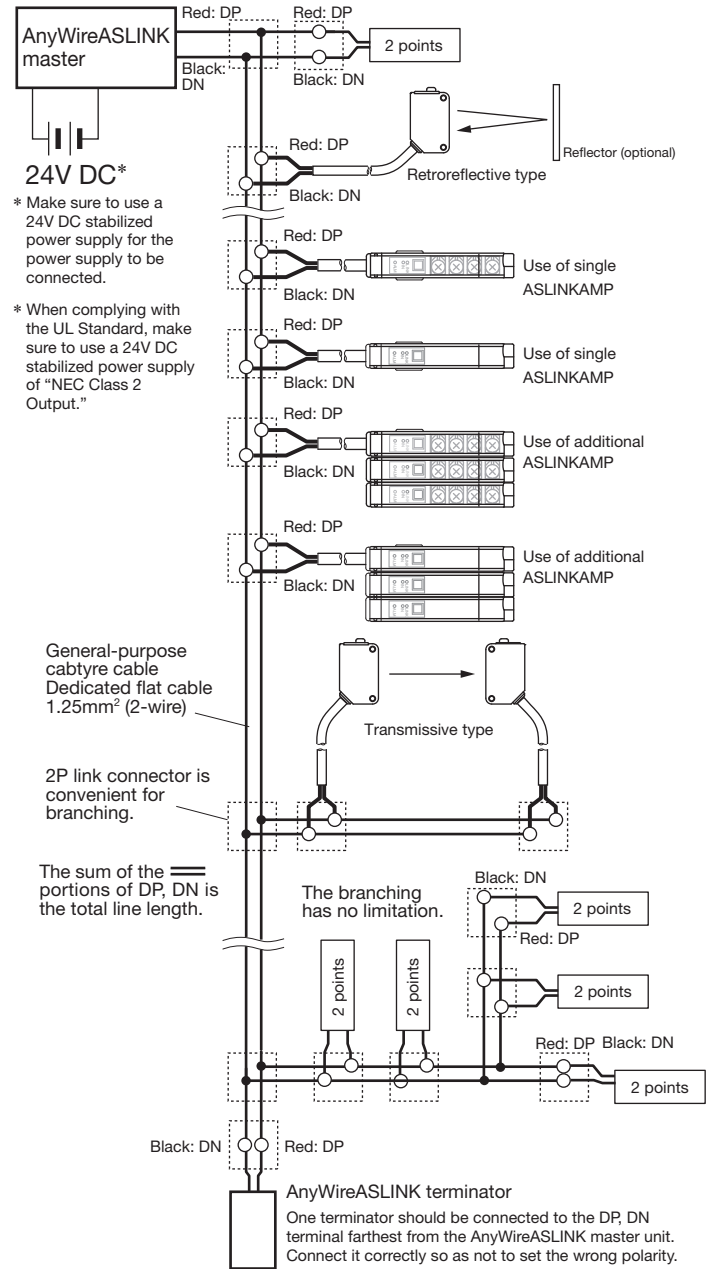 Red: DP
Red: DP
AnyWireASLINK
master
2 points
Black:
DN
Black: DN
24V DC*
* Make sure to use a
24V DC stabilized
power supply for the
power supply to be
connected.
* When complying with
the UL Standard, make
sure to use a 24V DC
stabilized power supply
of “NEC Class 2
Output.”
Red: DP
Black: DN
Retroreflective type
Reflector (optional)
Red: DP
Black: DN
Use of single
ASLINKAMP
Red: DP
Black: DN
Use of single
ASLINKAMP
Red: DP
Black: DN
Use of additional
ASLINKAMP
Red: DP
Black: DN
Use of additional
ASLINKAMP
General-purpose
cabtyre cable
Dedicated flat cable
1.25mm² (2-wire)
Transmissive type
2P link connector is
convenient for
branching.
The sum of the
portions of DP, DN is
the total line length.
The branching
has no limitation.
Black: DN
2 points
Red: DP
2 points
2 points
2 points
Red: DP
Black: DN
2 points
Black: DN
Red: DP
AnyWireASLINK terminator
One terminator should be connected to the DP, DN
terminal farthest from the AnyWireASLINK master unit.
Connect it correctly so as not to set the wrong polarity.